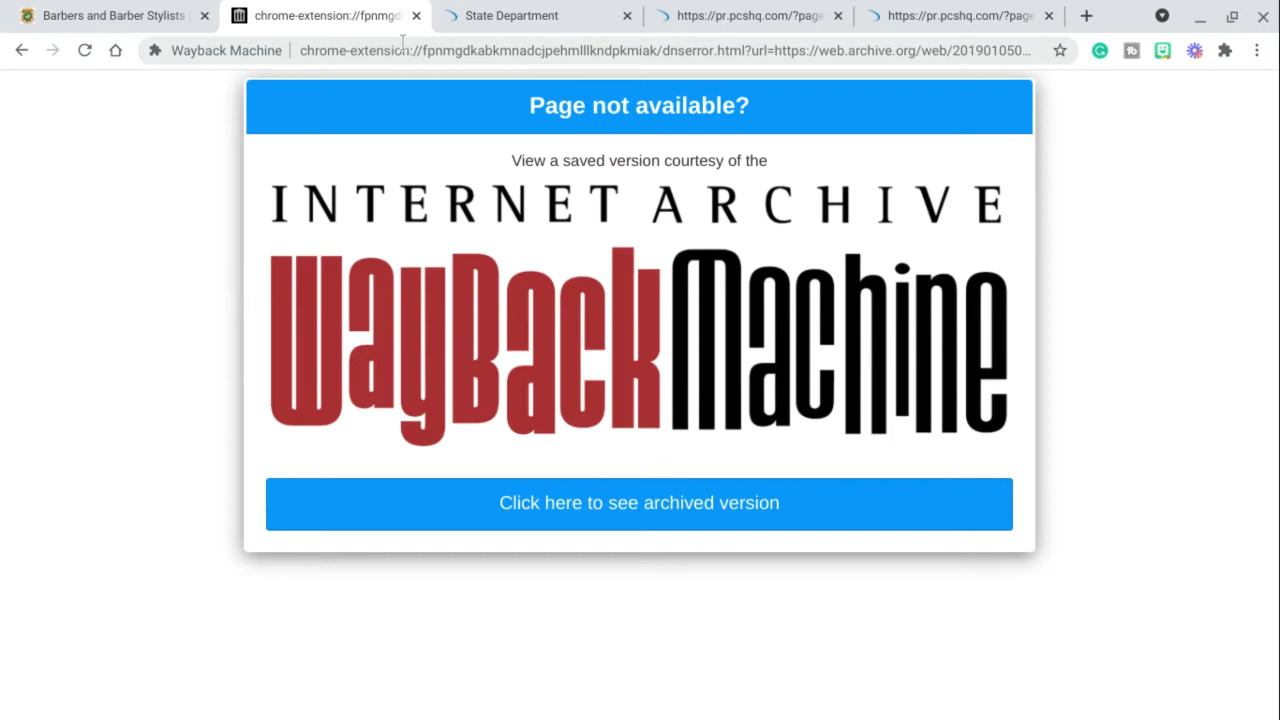 Barbers and Barber Stylists
chrome-extension://fpnmgd
State Department
https://pr.pcshq.com/?page
https://pr.pcshq.com/?page
Wayback Machine
chrome-extension://fpnmgdkabkmnadcjpehmlllkndpkmiak/dnserror.html?url=https://web.archive.org/web/201901050...
Page not available?
View a saved version courtesy of the
INTERNET ARCHIVE
WayBackMachine
Click here to see archived version